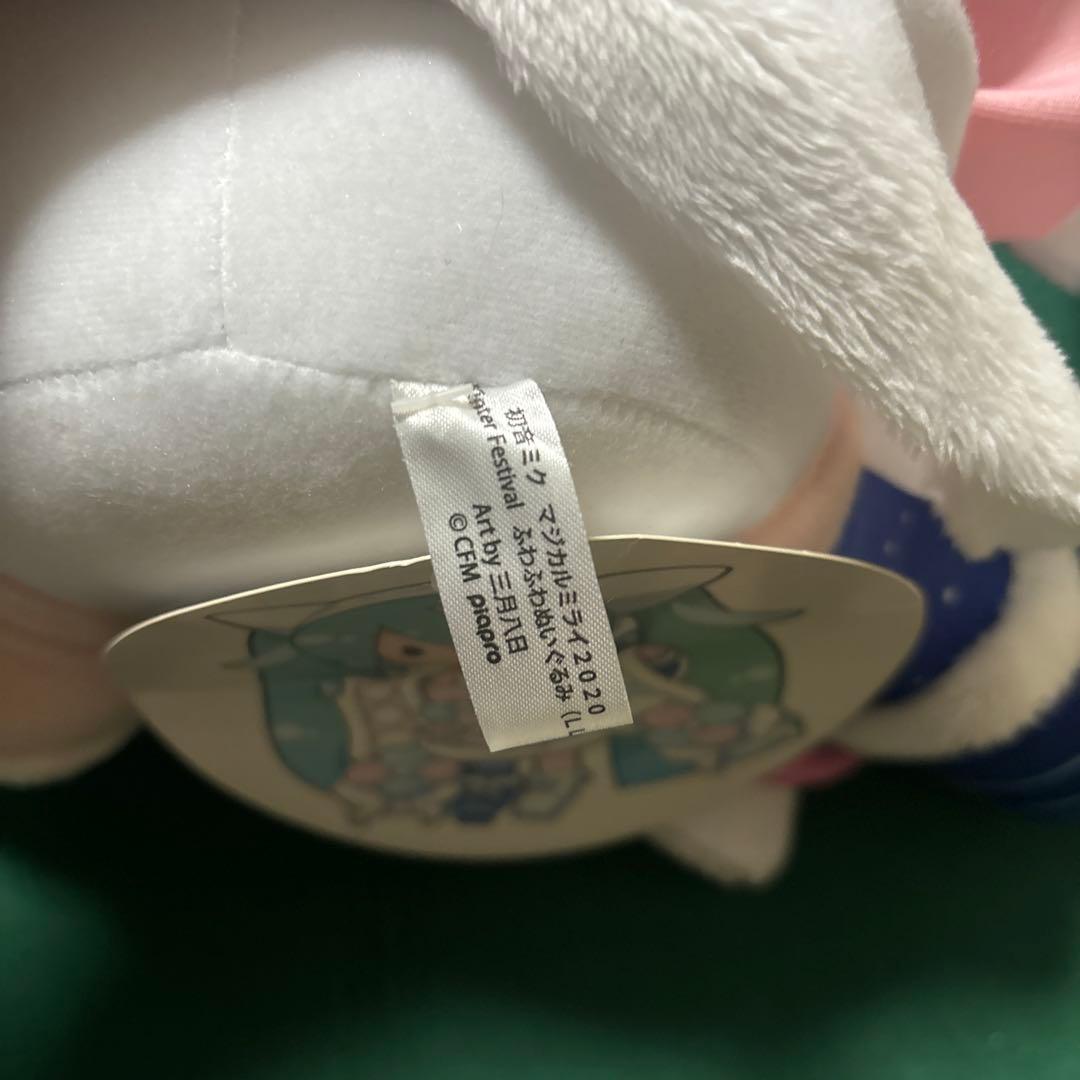 初音ミク マジカルミライ2020
Festival ふわふわぬいぐるみ（LL
Art by 三月八日
©CFM piapro